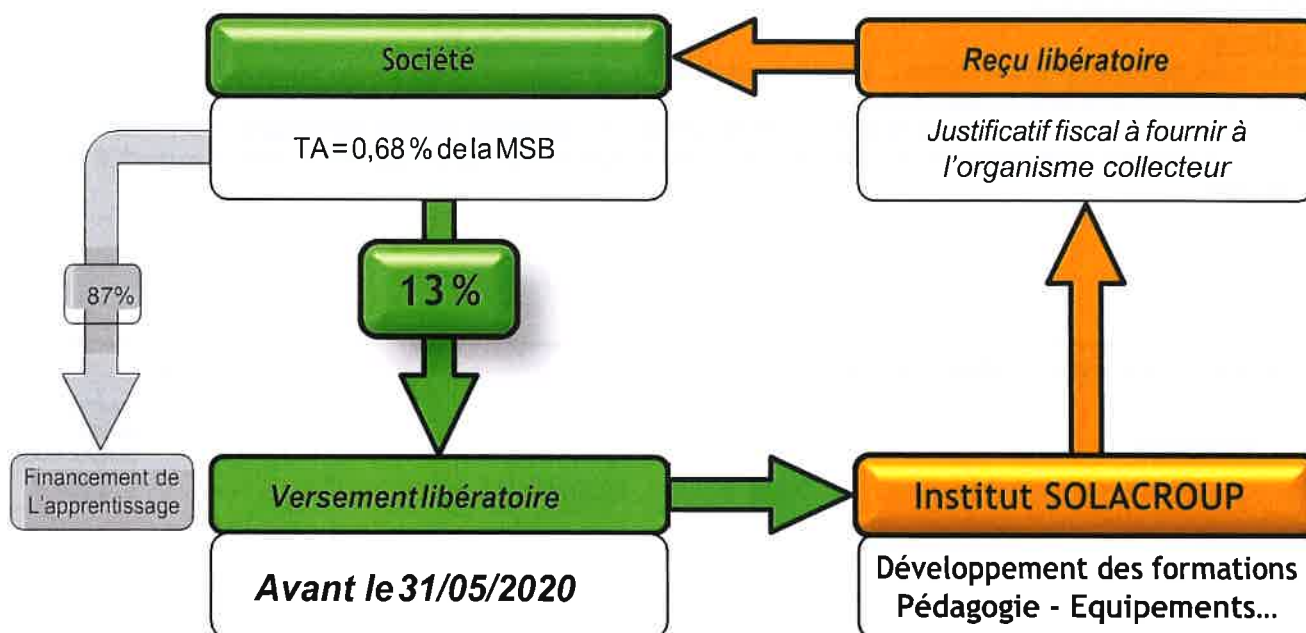 Société
TA=0,68% de la MSB
Reçu libératoire
Justificatif fiscal à fournir à
l'organisme collecteur
87%
13%
Financement de
L'apprentissage
Versement libératoire
Avant le 31/05/2020
Institut SOLACROUP
Développement des formations
Pédagogie - Equipements...